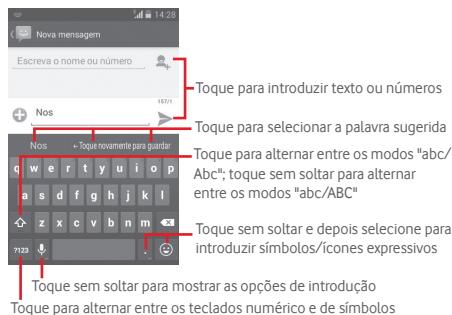 14:28
Nova mensagem
Escreva o nome ou número
157/1
Nos
Nos
←Toque novamente para guardar
q w e r t y u i o p
a s d f g h j k l
z x c v b n m
?123
.
Toque para introduzir texto ou números
Toque para selecionar a palavra sugerida
Toque para alternar entre os modos "abc/
Abc"; toque sem soltar para alternar
entre os modos "abc/ABC"
Toque sem soltar e depois selecione para
introduzir símbolos/ícones expressivos
Toque sem soltar para mostrar as opções de introdução
Toque para alternar entre os teclados numérico e de símbolos